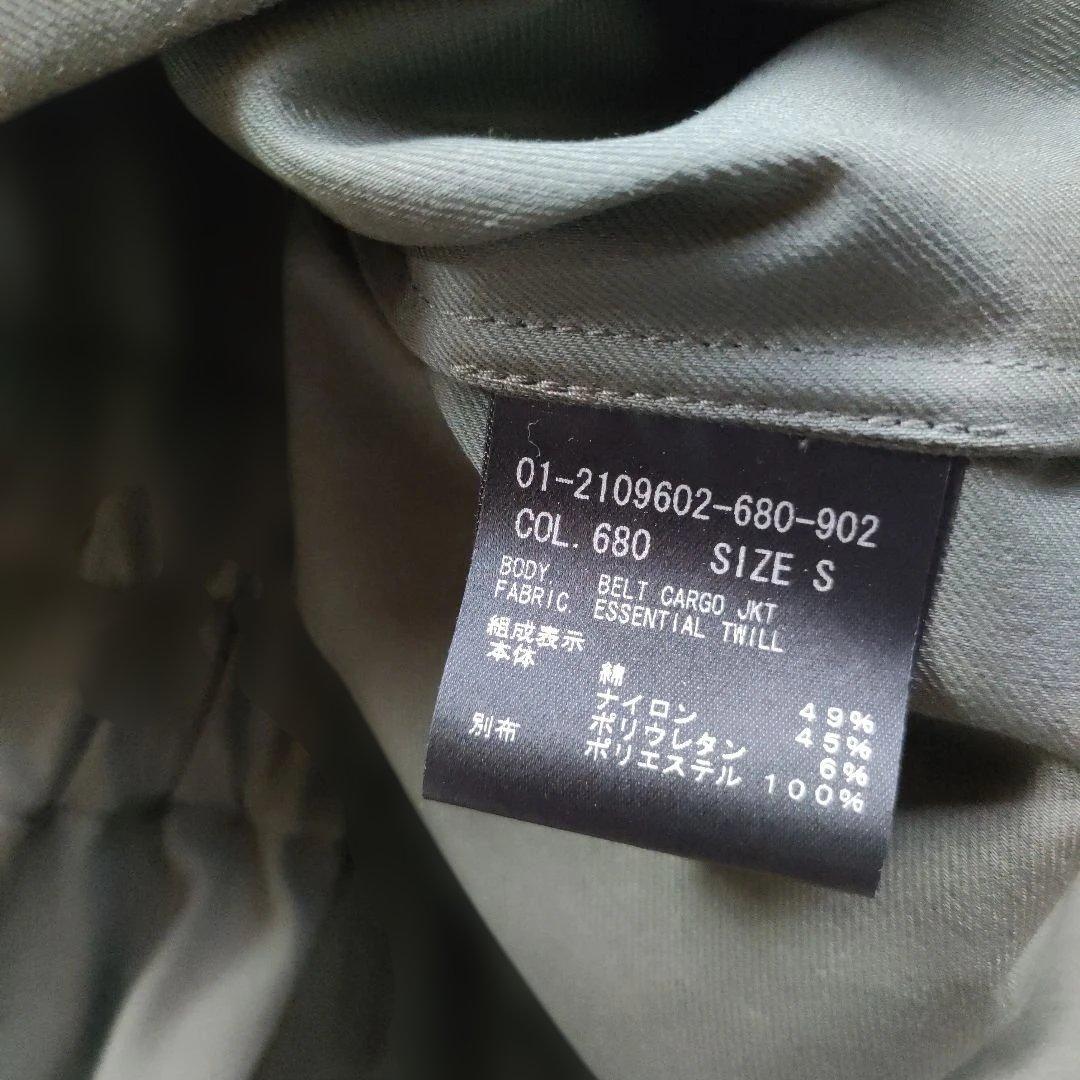 01-2109602-680-902
COL. 680 SIZE S
BODY BELT CARGO JKT
FABRIC ESSENTIAL TWILL
組成表示
本体 綿 49%
ナイロン 45%
ポリウレタン 6%
別布 ポリエステル 100%